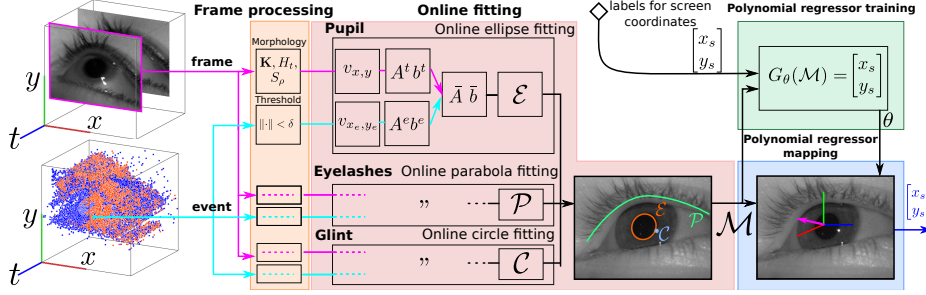 Frame processing
Online fitting
labels for screen
coordinates
Polynomial regressor training
y
t
x
frame
Morphology
K, H_t,
S_ρ
Threshold
||·|| < δ
Pupil
Online ellipse fitting
v_{x,y}
A^t b^t
v_{x_e,y_e}
A^e b^e
Ā b̄
ℰ
[x_s
y_s]
G_θ(ℳ) = [x_s
y_s]
θ
Polynomial regressor
mapping
y
t
x
event
Eyelashes
Online parabola fitting
”
𝒫
Glint
Online circle fitting
”
𝒞
ℰ
𝒞
𝒫
ℳ
[x_s
y_s]